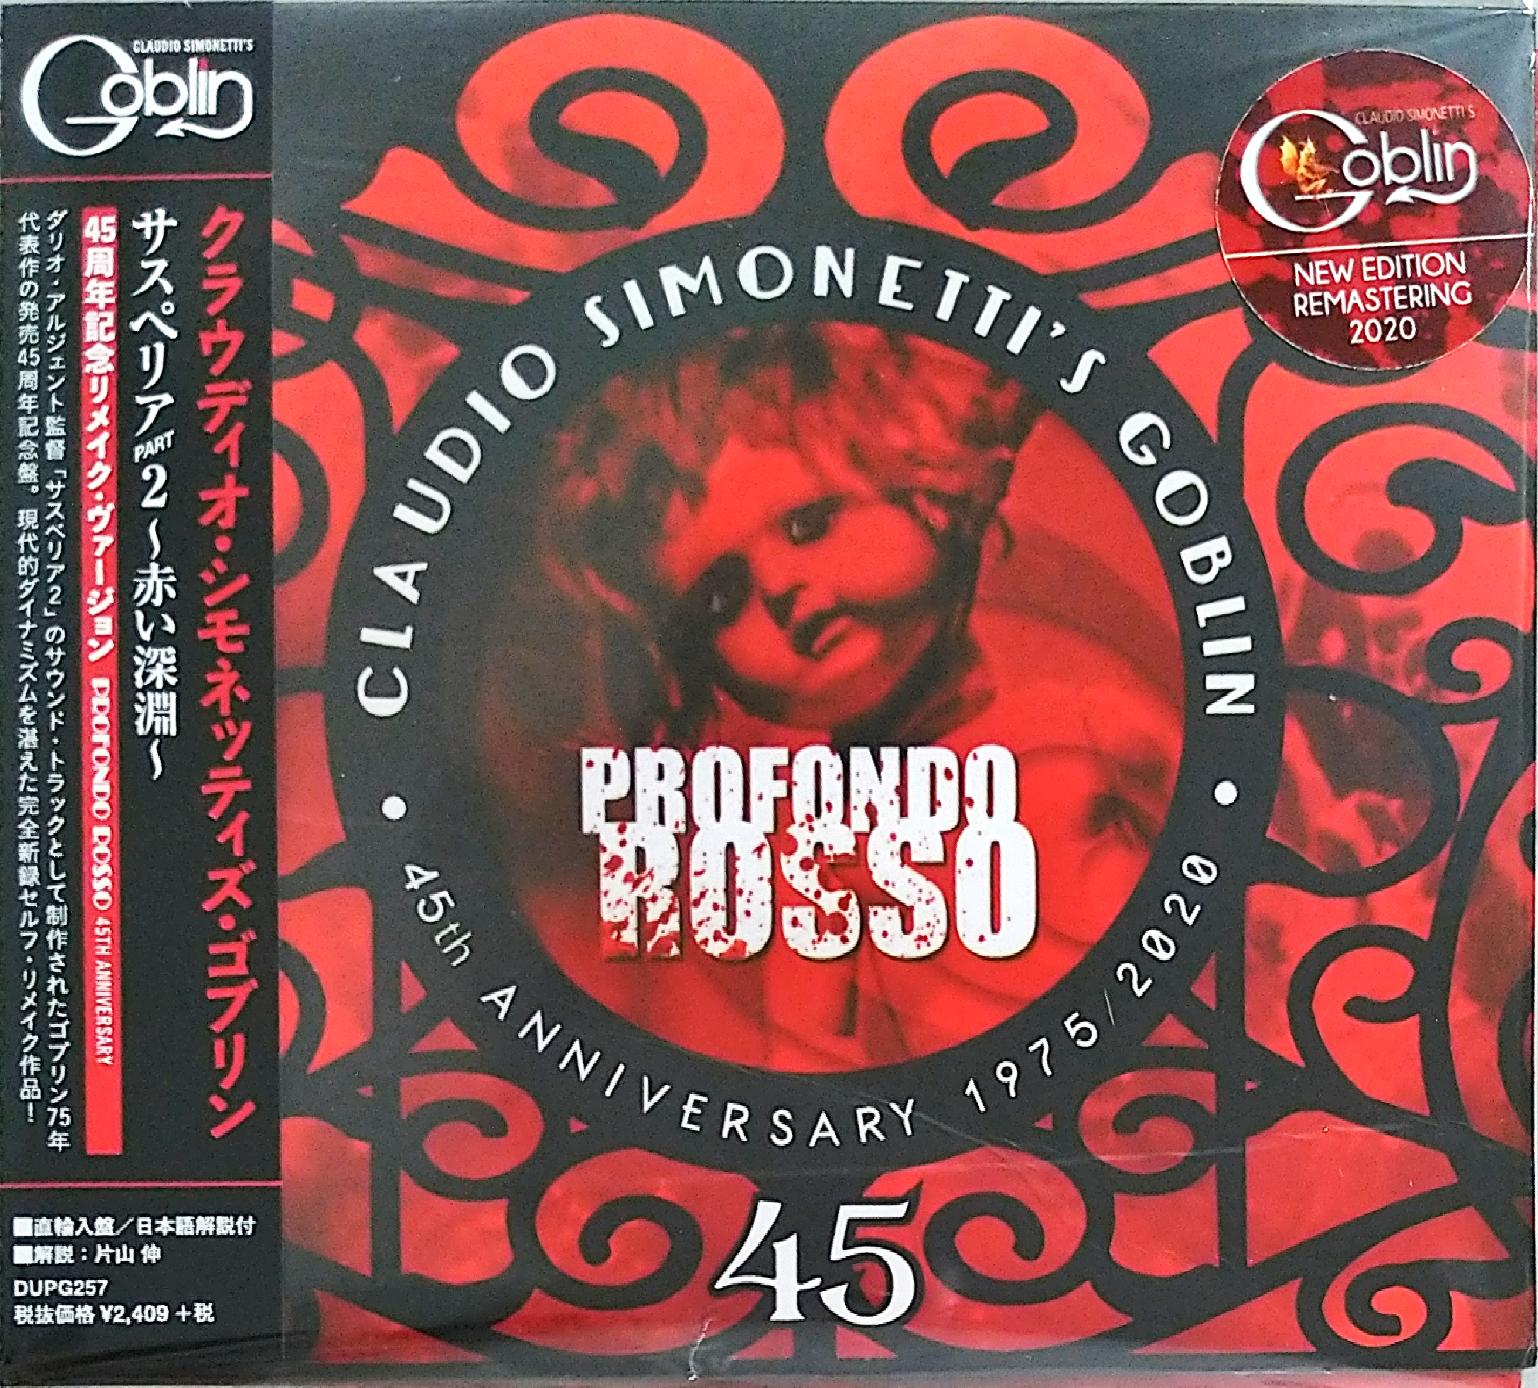 CLAUDIO SIMONETTI'S
Goblin
クラウディオ・シモネッティズ・ゴブリン
サスペリア PART 2～赤い深淵～
45周年記念リメイク・ヴァージョン PROFONDO ROSSO 45TH ANNIVERSARY
ダリオ・アルジェント監督「サスペリア2」のサウンド・トラックとして制作されたゴブリン75年
代表作の発売45周年記念盤。現代的ダイナミズムを湛えた完全新録セルフ・リメイク作品！
■直輸入盤／日本語解説付
■解説：片山 伸
DUPG257
税抜価格 ¥2,409＋税
CLAUDIO SIMONETTI'S GOBLIN
PROFONDO
ROSSO
• 45th ANNIVERSARY 1975/2020 •
45
CLAUDIO SIMONETTI'S
Goblin
NEW EDITION
REMASTERING
2020